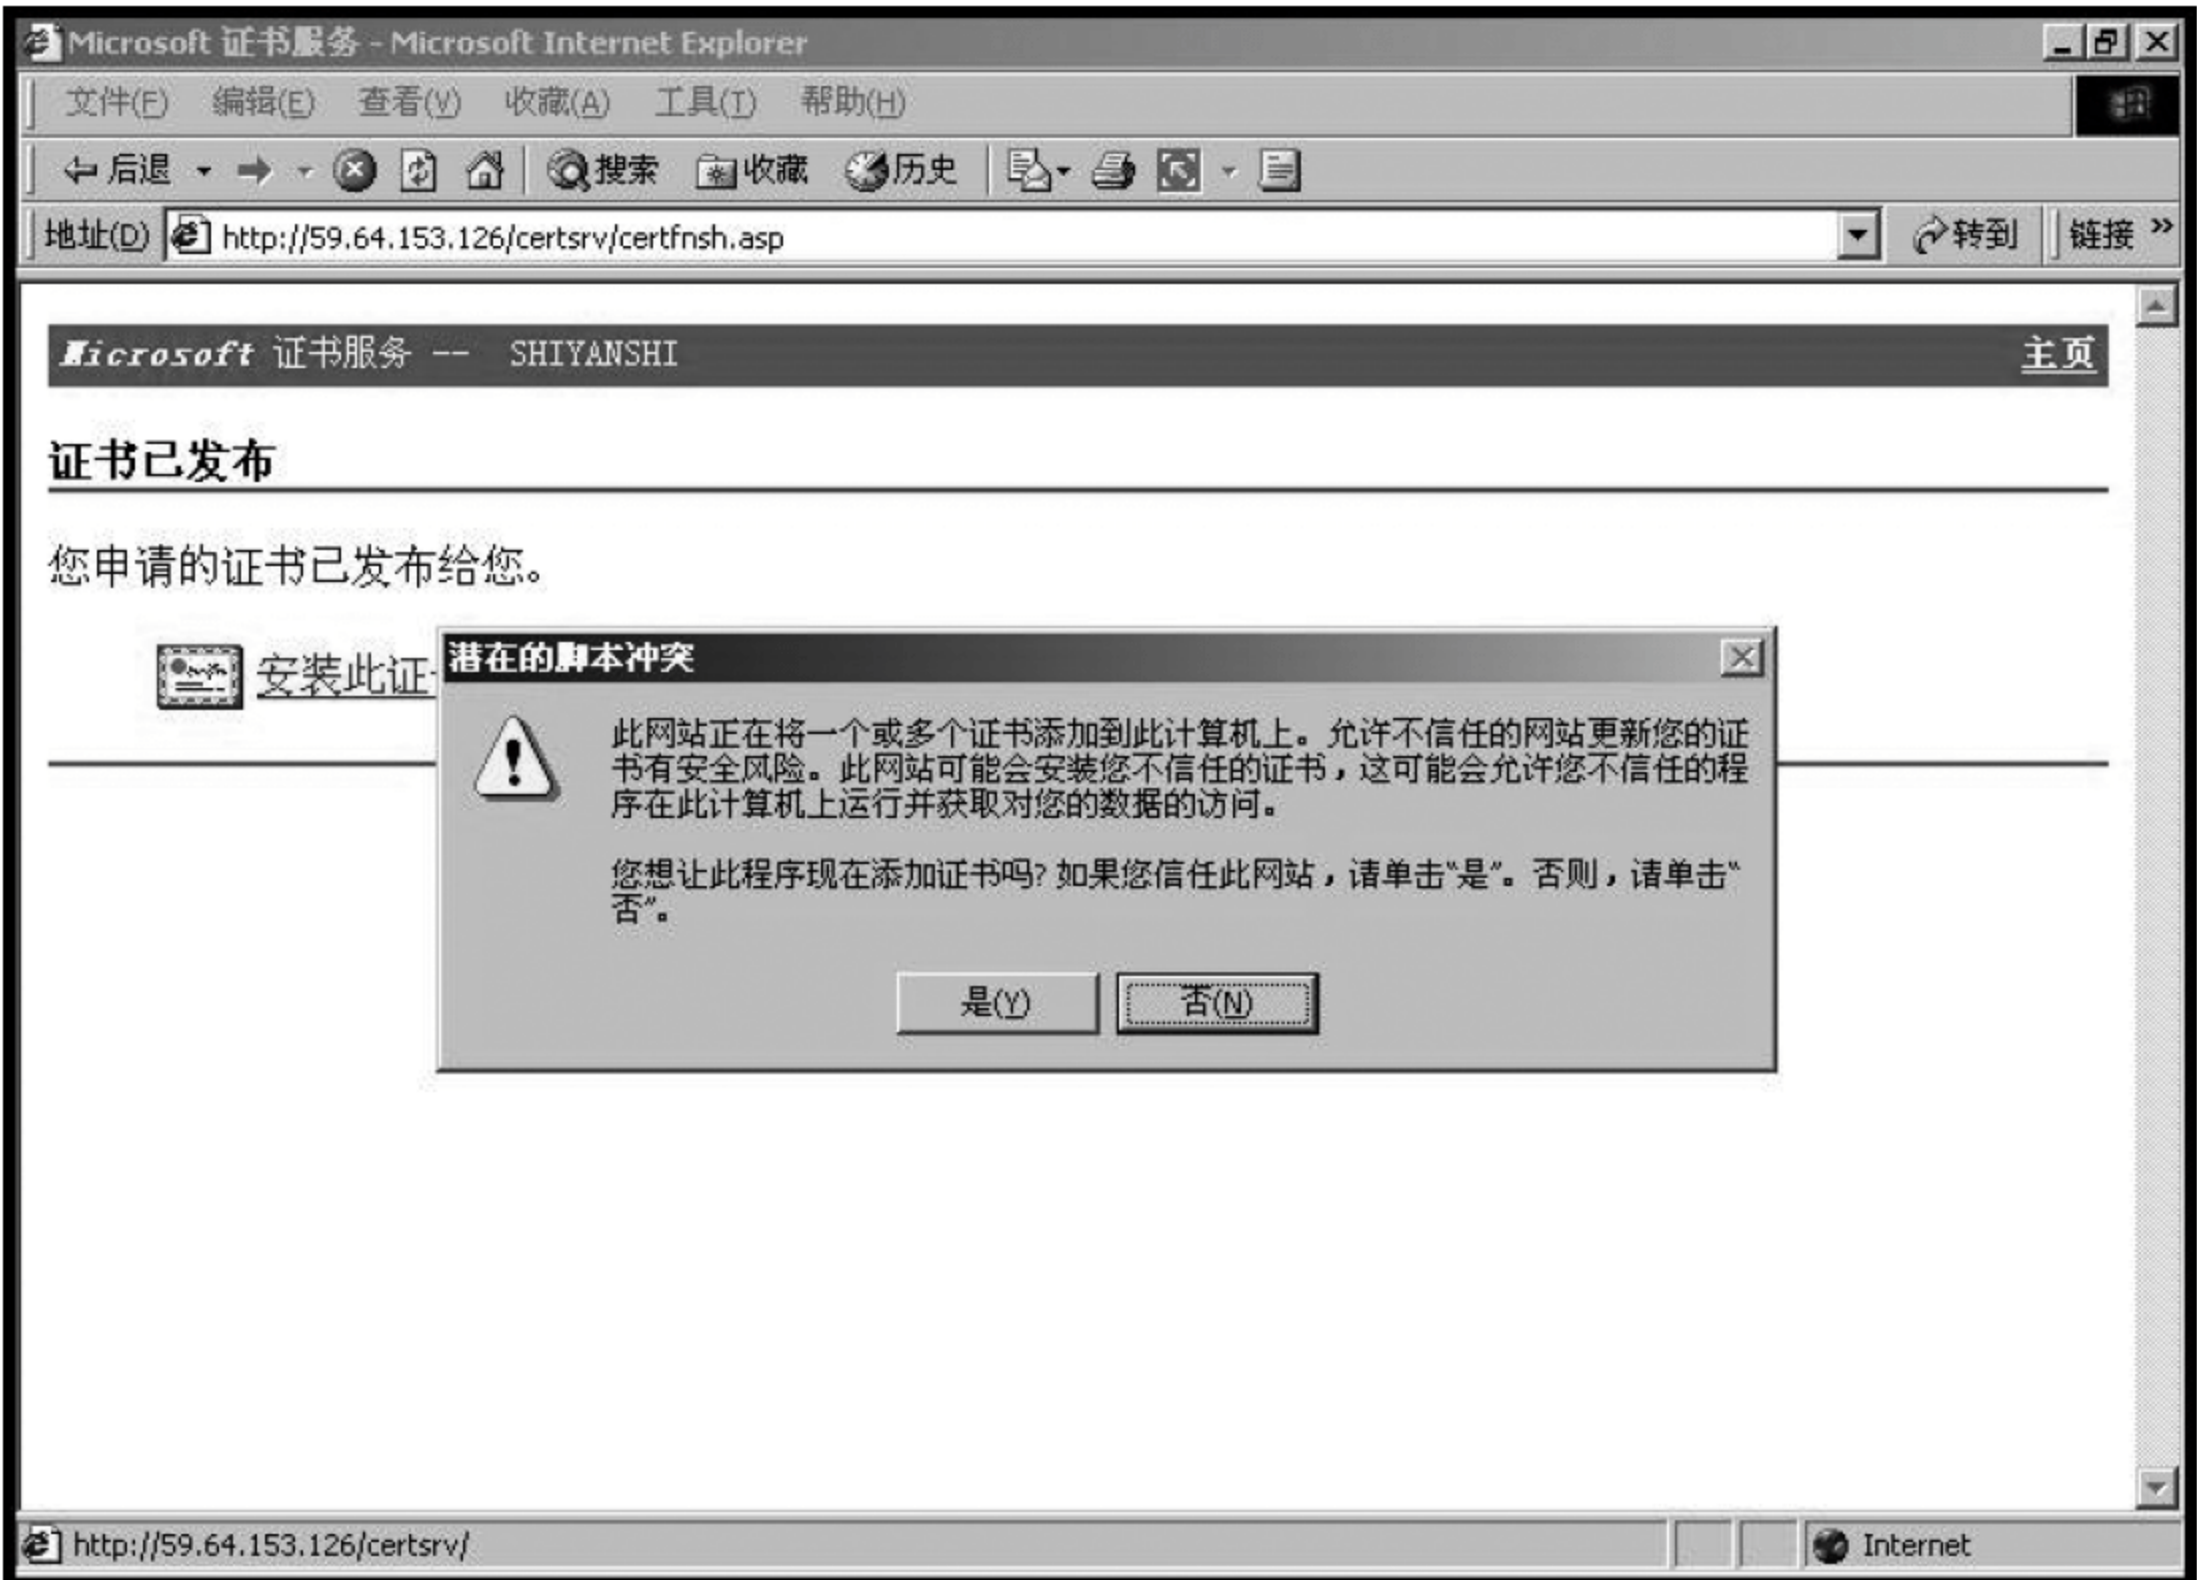 Microsoft 证书服务 - Microsoft Internet Explorer
文件(F) 编辑(E) 查看(V) 收藏(A) 工具(T) 帮助(H)
后退 搜索 收藏 历史
地址(D) http://59.64.153.126/certsrv/certfnsh.asp 转到 链接 »
Microsoft 证书服务 -- SHIYANSHI 主页
证书已发布
您申请的证书已发布给您。
安装此证
潜在的脚本冲突
此网站正在将一个或多个证书添加到此计算机上。允许不信任的网站更新您的证
书有安全风险。此网站可能会安装您不信任的证书，这可能会允许您不信任的程
序在此计算机上运行并获取对您的数据的访问。
您想让此程序现在添加证书吗? 如果您信任此网站，请单击“是”。否则，请单击“
否”。
是(Y) 否(N)
http://59.64.153.126/certsrv/ Internet